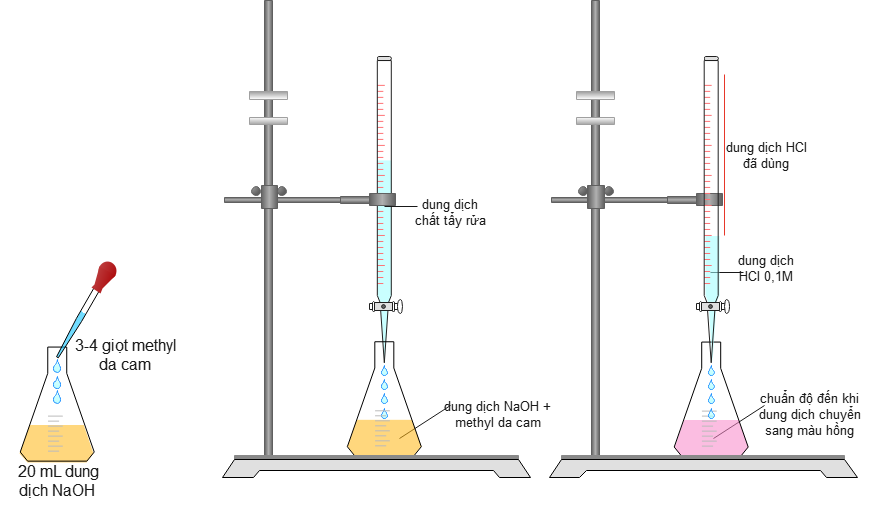 3-4 giọt methyl
da cam
20 mL dung
dịch NaOH
dung dịch
chất tẩy rửa
dung dịch NaOH +
methyl da cam
dung dịch HCl
đã dùng
dung dịch
HCl 0,1M
chuẩn độ đến khi
dung dịch chuyển
sang màu hồng